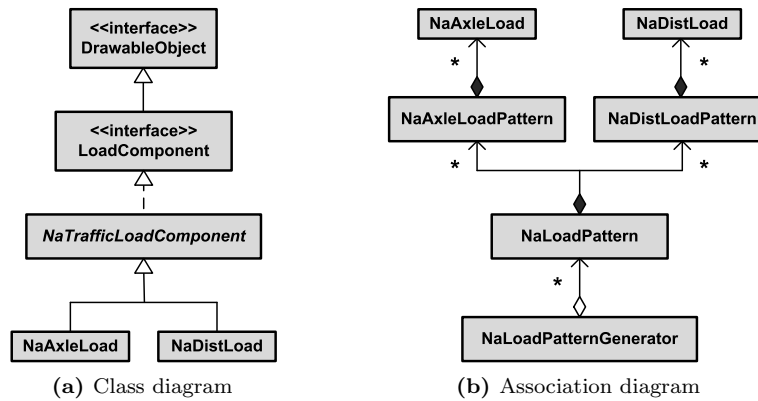 <<interface>>
DrawableObject
<<interface>>
LoadComponent
NaTrafficLoadComponent
NaAxleLoad
NaDistLoad
(a) Class diagram
NaAxleLoad
NaDistLoad
*
*
NaAxleLoadPattern
NaDistLoadPattern
*
*
NaLoadPattern
*
NaLoadPatternGenerator
(b) Association diagram